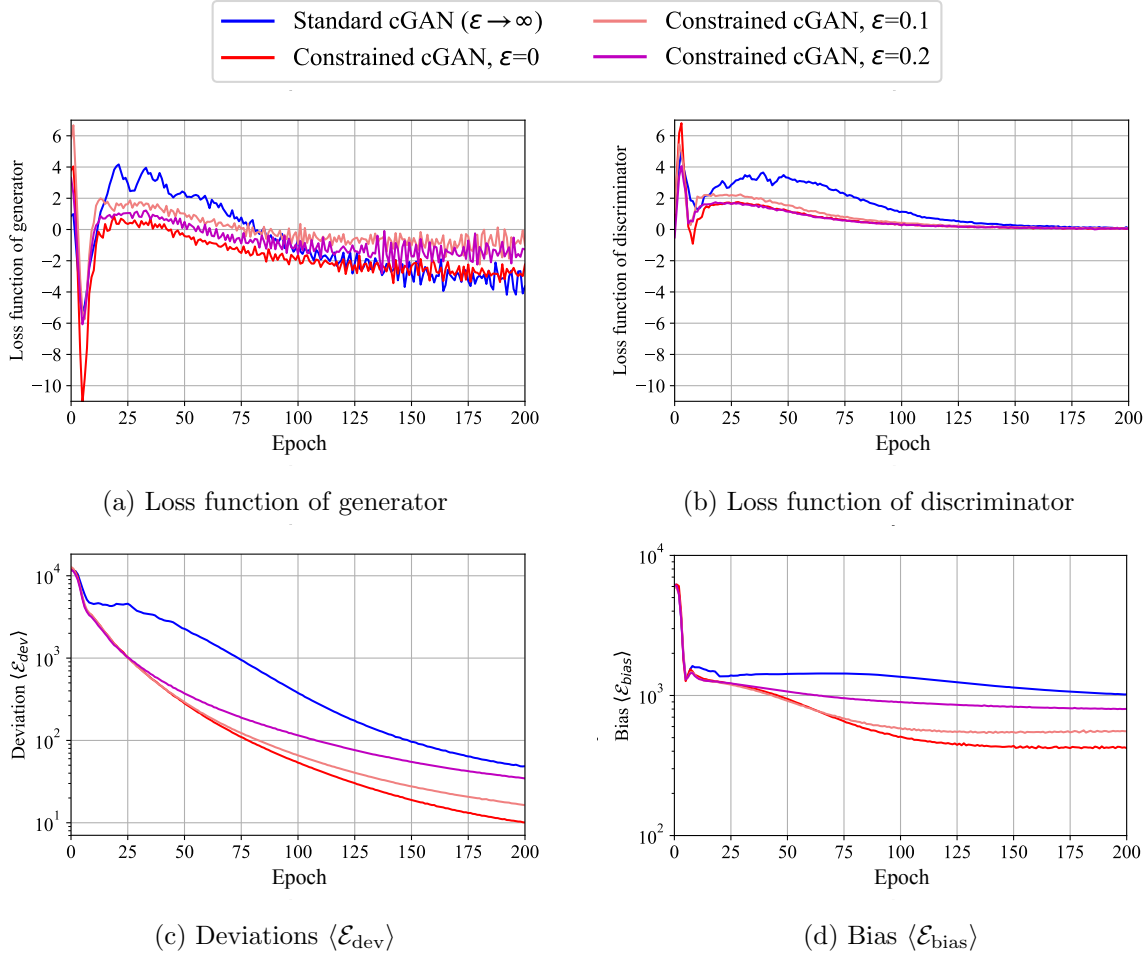 Standard cGAN (ε→∞)
Constrained cGAN, ε=0
Constrained cGAN, ε=0.1
Constrained cGAN, ε=0.2
Loss function of generator
6
4
2
0
−2
−4
−6
−8
−10
0 25 50 75 100 125 150 175 200
Epoch
(a) Loss function of generator
Loss function of discriminator
6
4
2
0
−2
−4
−6
−8
−10
0 25 50 75 100 125 150 175 200
Epoch
(b) Loss function of discriminator
Deviation ⟨ℰdev⟩
10⁴
10³
10²
10¹
0 25 50 75 100 125 150 175 200
Epoch
(c) Deviations ⟨ℰdev⟩
Bias ⟨ℰbias⟩
10⁴
10³
10²
0 25 50 75 100 125 150 175 200
Epoch
(d) Bias ⟨ℰbias⟩